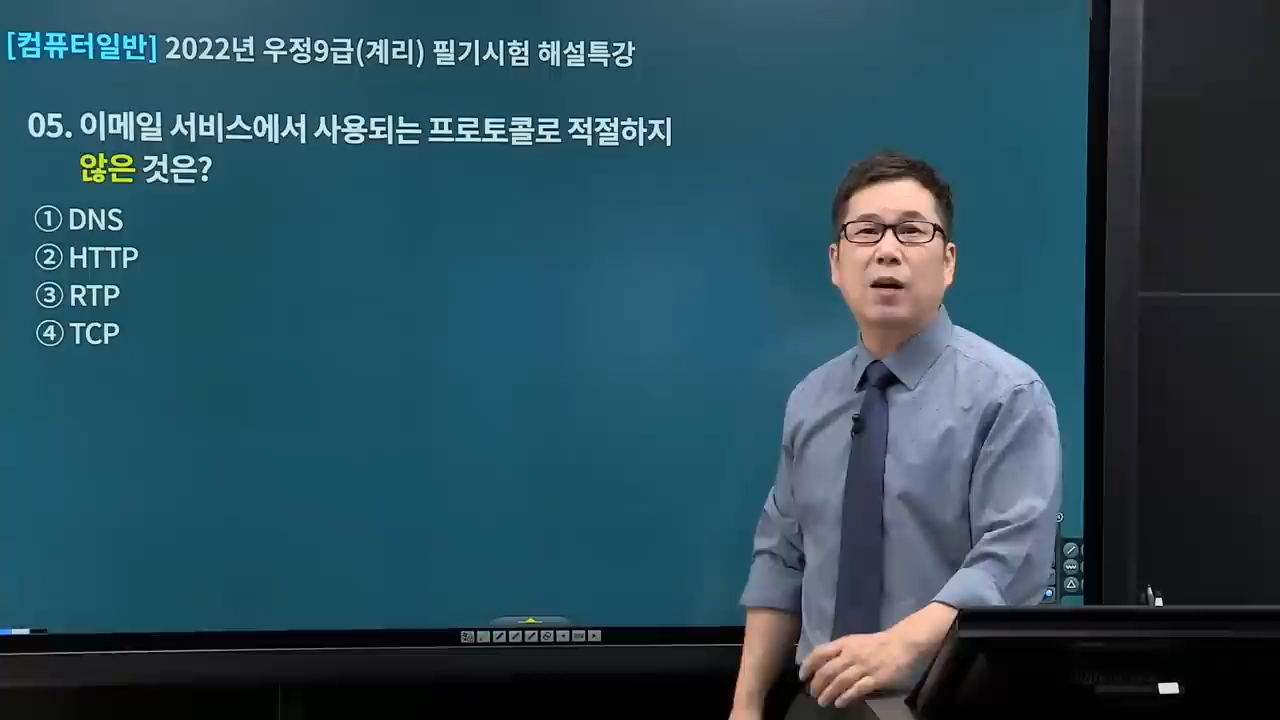 [컴퓨터일반] 2022년 우정9급(계리) 필기시험 해설특강
05. 이메일 서비스에서 사용되는 프로토콜로 적절하지
않은 것은?
① DNS
② HTTP
③ RTP
④ TCP